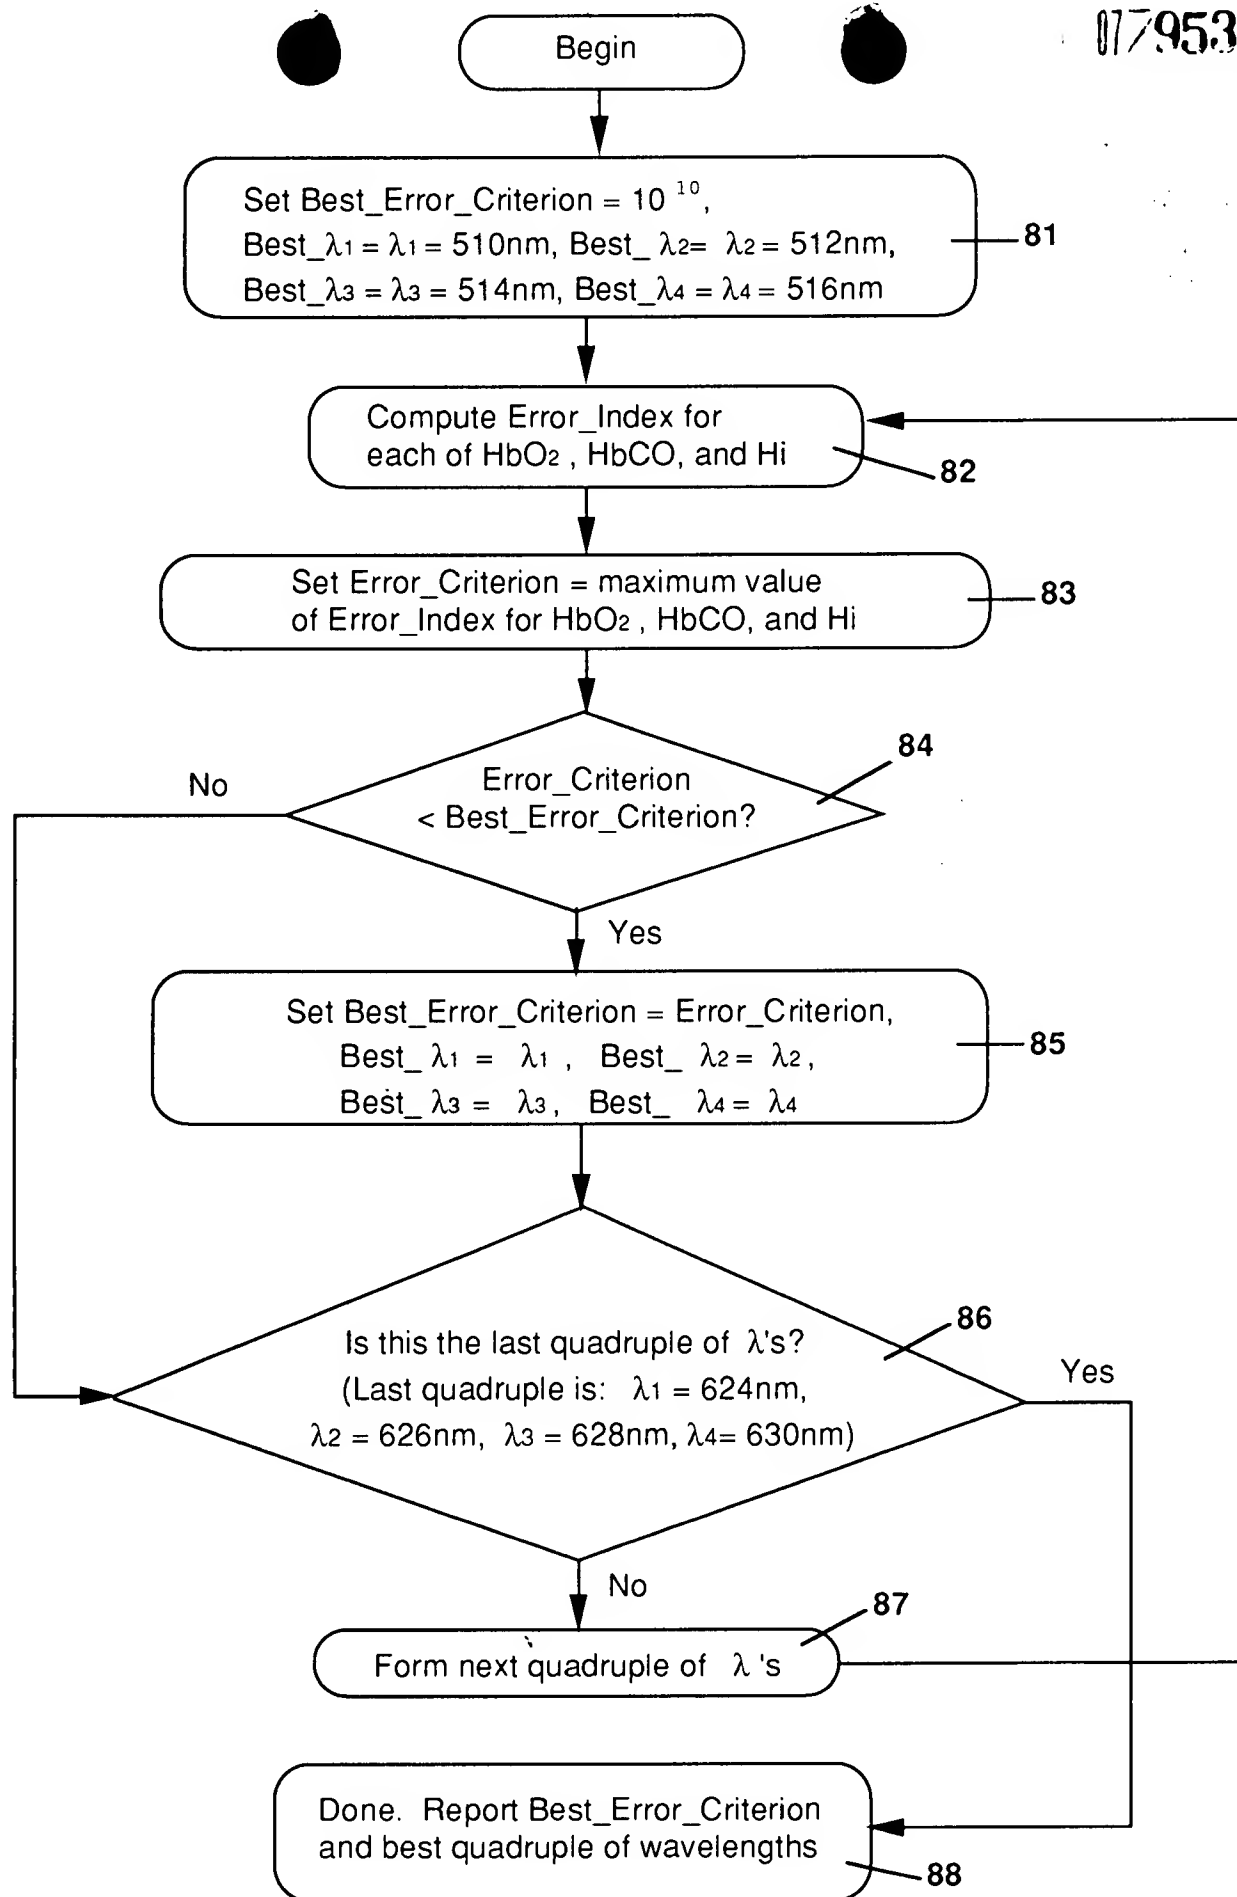 07/953
Begin
Set Best_Error_Criterion = 10 10,
Best_λ1 = λ1 = 510nm, Best_ λ2= λ2 = 512nm,
Best_λ3 = λ3 = 514nm, Best_λ4 = λ4 = 516nm
81
Compute Error_Index for
each of HbO2 , HbCO, and Hi
82
Set Error_Criterion = maximum value
of Error_Index for HbO2 , HbCO, and Hi
83
84
Error_Criterion
< Best_Error_Criterion?
No
Yes
Set Best_Error_Criterion = Error_Criterion,
Best_ λ1 = λ1 , Best_ λ2 = λ2 ,
Best_ λ3 = λ3 , Best_ λ4 = λ4
85
86
Is this the last quadruple of λ's?
(Last quadruple is: λ1 = 624nm,
λ2 = 626nm, λ3 = 628nm, λ4= 630nm)
Yes
No
87
Form next quadruple of λ 's
Done. Report Best_Error_Criterion
and best quadruple of wavelengths
88